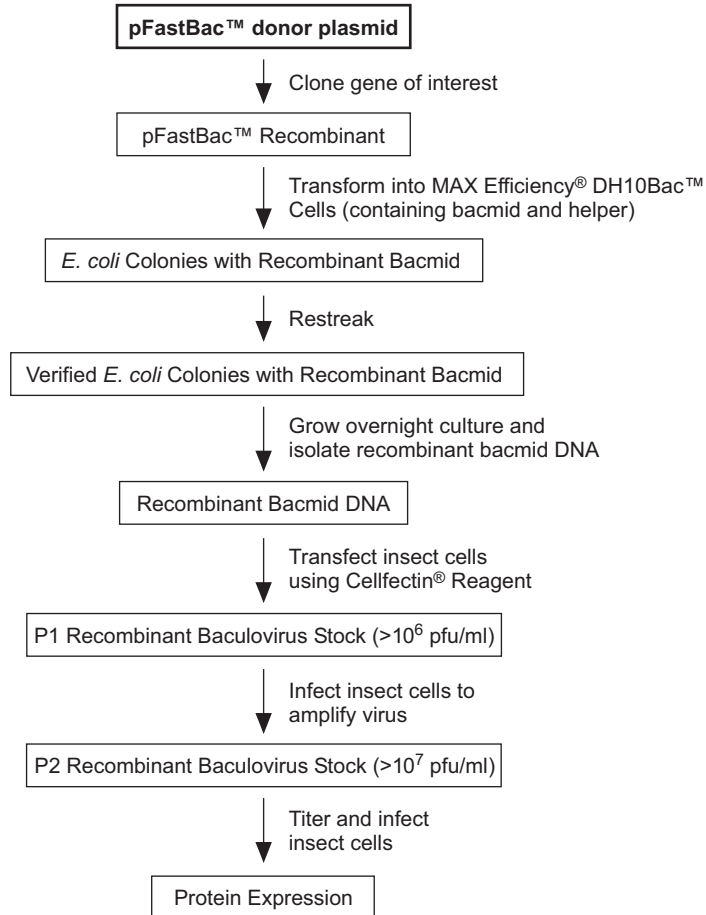 pFastBac™ donor plasmid
Clone gene of interest
pFastBac™ Recombinant
Transform into MAX Efficiency® DH10Bac™
Cells (containing bacmid and helper)
E. coli Colonies with Recombinant Bacmid
Restreak
Verified E. coli Colonies with Recombinant Bacmid
Grow overnight culture and
isolate recombinant bacmid DNA
Recombinant Bacmid DNA
Transfect insect cells
using Cellfectin® Reagent
P1 Recombinant Baculovirus Stock (>10⁶ pfu/ml)
Infect insect cells to
amplify virus
P2 Recombinant Baculovirus Stock (>10⁷ pfu/ml)
Titer and infect
insect cells
Protein Expression